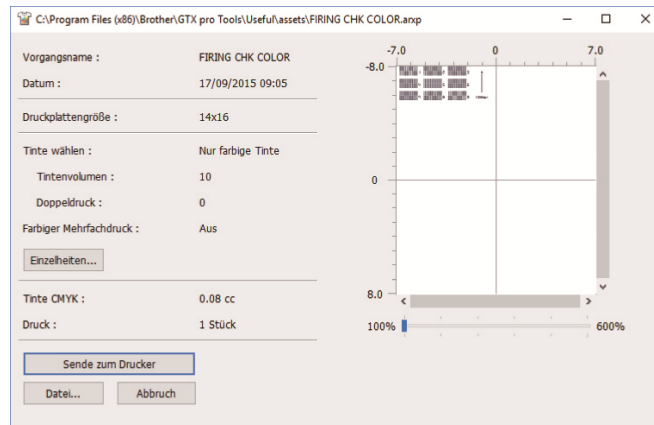 C:\Program Files (x86)\Brother\GTX pro Tools\Useful\assets\FIRING CHK COLOR.arxp
Vorgangsname : FIRING CHK COLOR
Datum : 17/09/2015 09:05
Druckplattengröße : 14x16
Tinte wählen : Nur farbige Tinte
Tintenvolumen : 10
Doppeldruck : 0
Farbiger Mehrfachdruck : Aus
Einzelheiten...
Tinte CMYK : 0.08 cc
Druck : 1 Stück
Sende zum Drucker
Datei... Abbruch
-7.0 0 7.0
-8.0
0
8.0
100% 600%